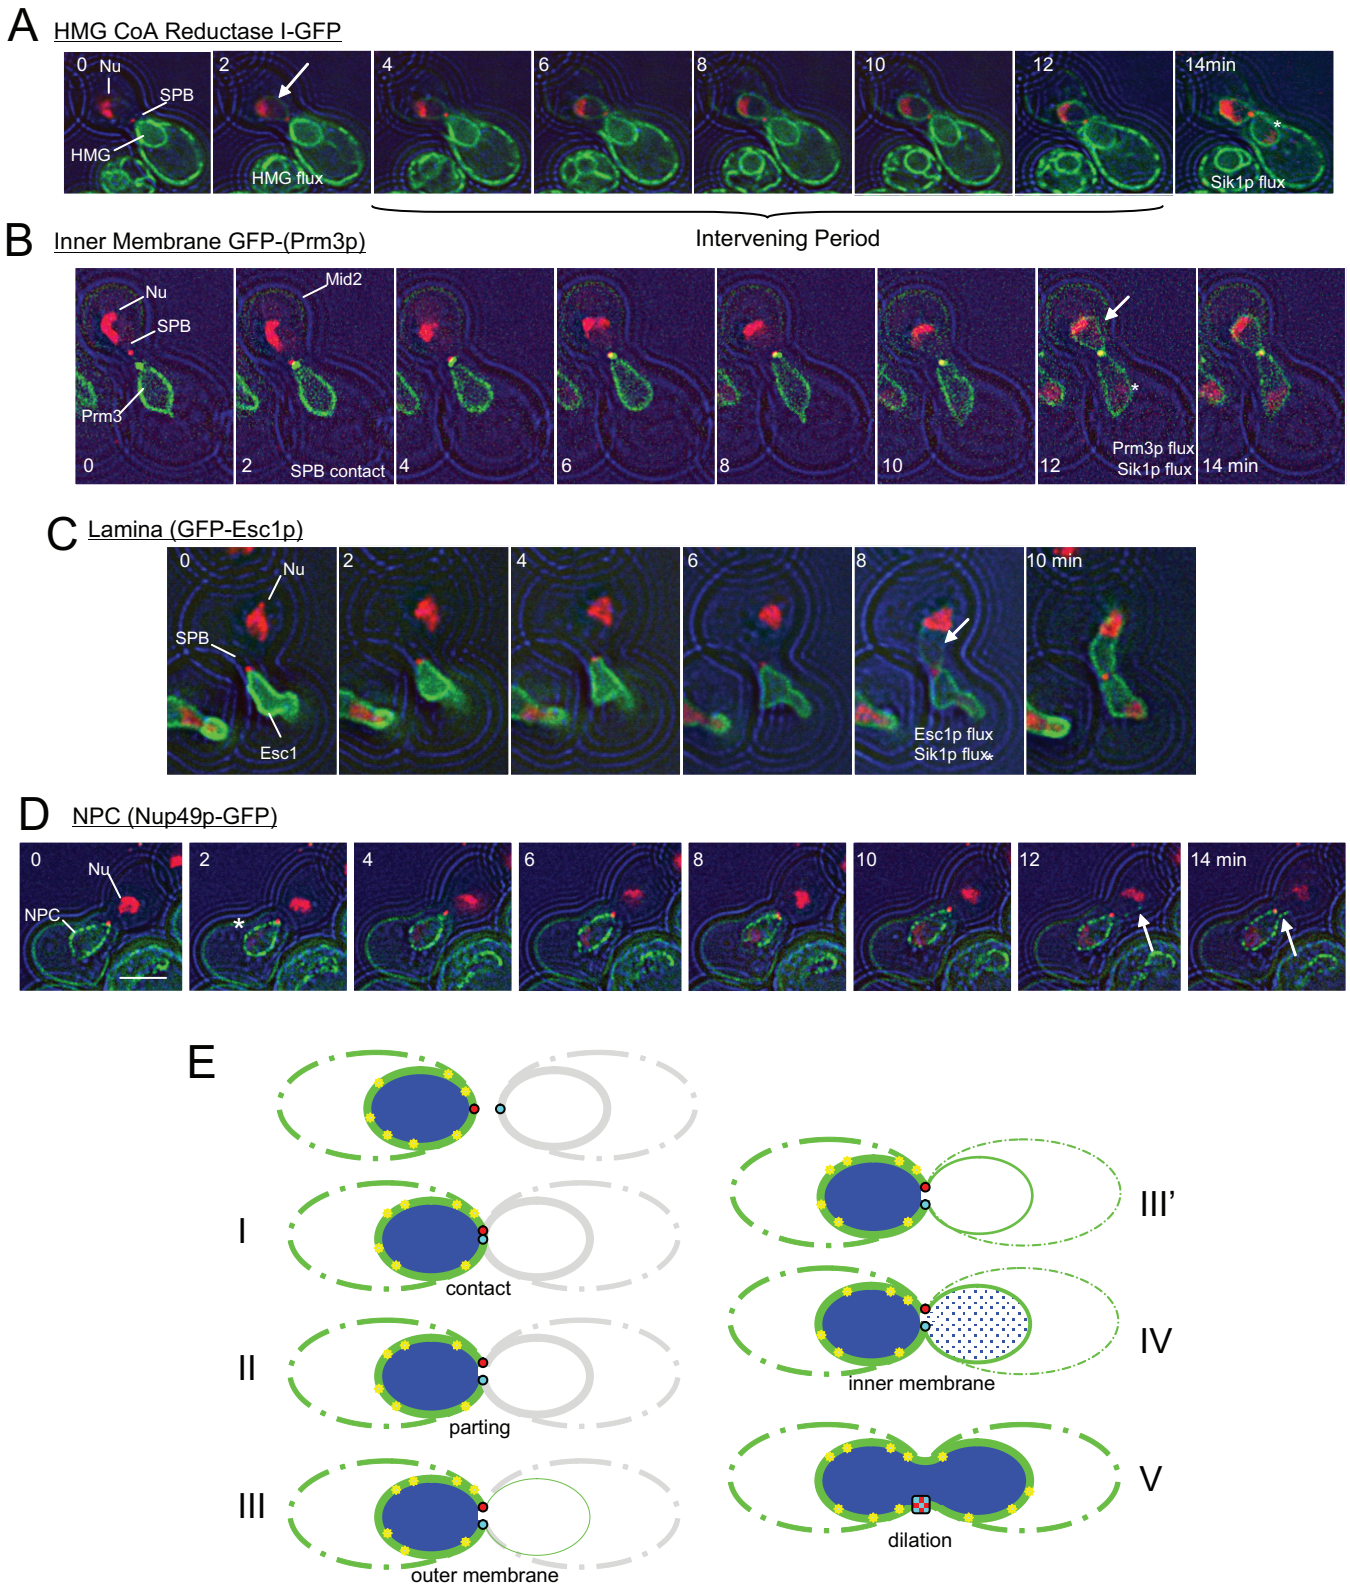 A HMG CoA Reductase I-GFP
0 2 4 6 8 10 12 14min
Nu
SPB
HMG
HMG flux
*
Sik1p flux
Intervening Period
B Inner Membrane GFP-(Prm3p)
Nu
SPB
Prm3
Mid2
SPB contact
*
Prm3p flux
Sik1p flux
0 2 4 6 8 10 12 14 min
C Lamina (GFP-Esc1p)
0 2 4 6 8 10 min
Nu
SPB
Esc1
Esc1p flux
Sik1p flux*
D NPC (Nup49p-GFP)
0 2 4 6 8 10 12 14 min
Nu
NPC
*
E
I
contact
II
parting
III
outer membrane
III’
IV
inner membrane
V
dilation